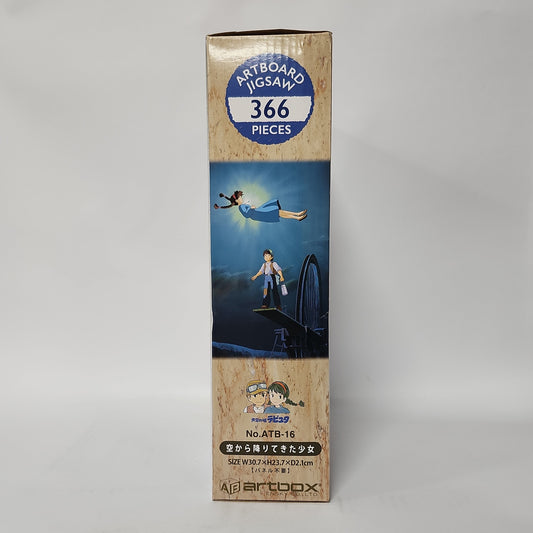 ARTBOARD
JIGSAW
366
PIECES
天空の城ラピュタ
No.ATB-16
空から降りてきた少女
SIZE W30.7×H23.7×D2.1cm
【パネル不要】
ATB artbox